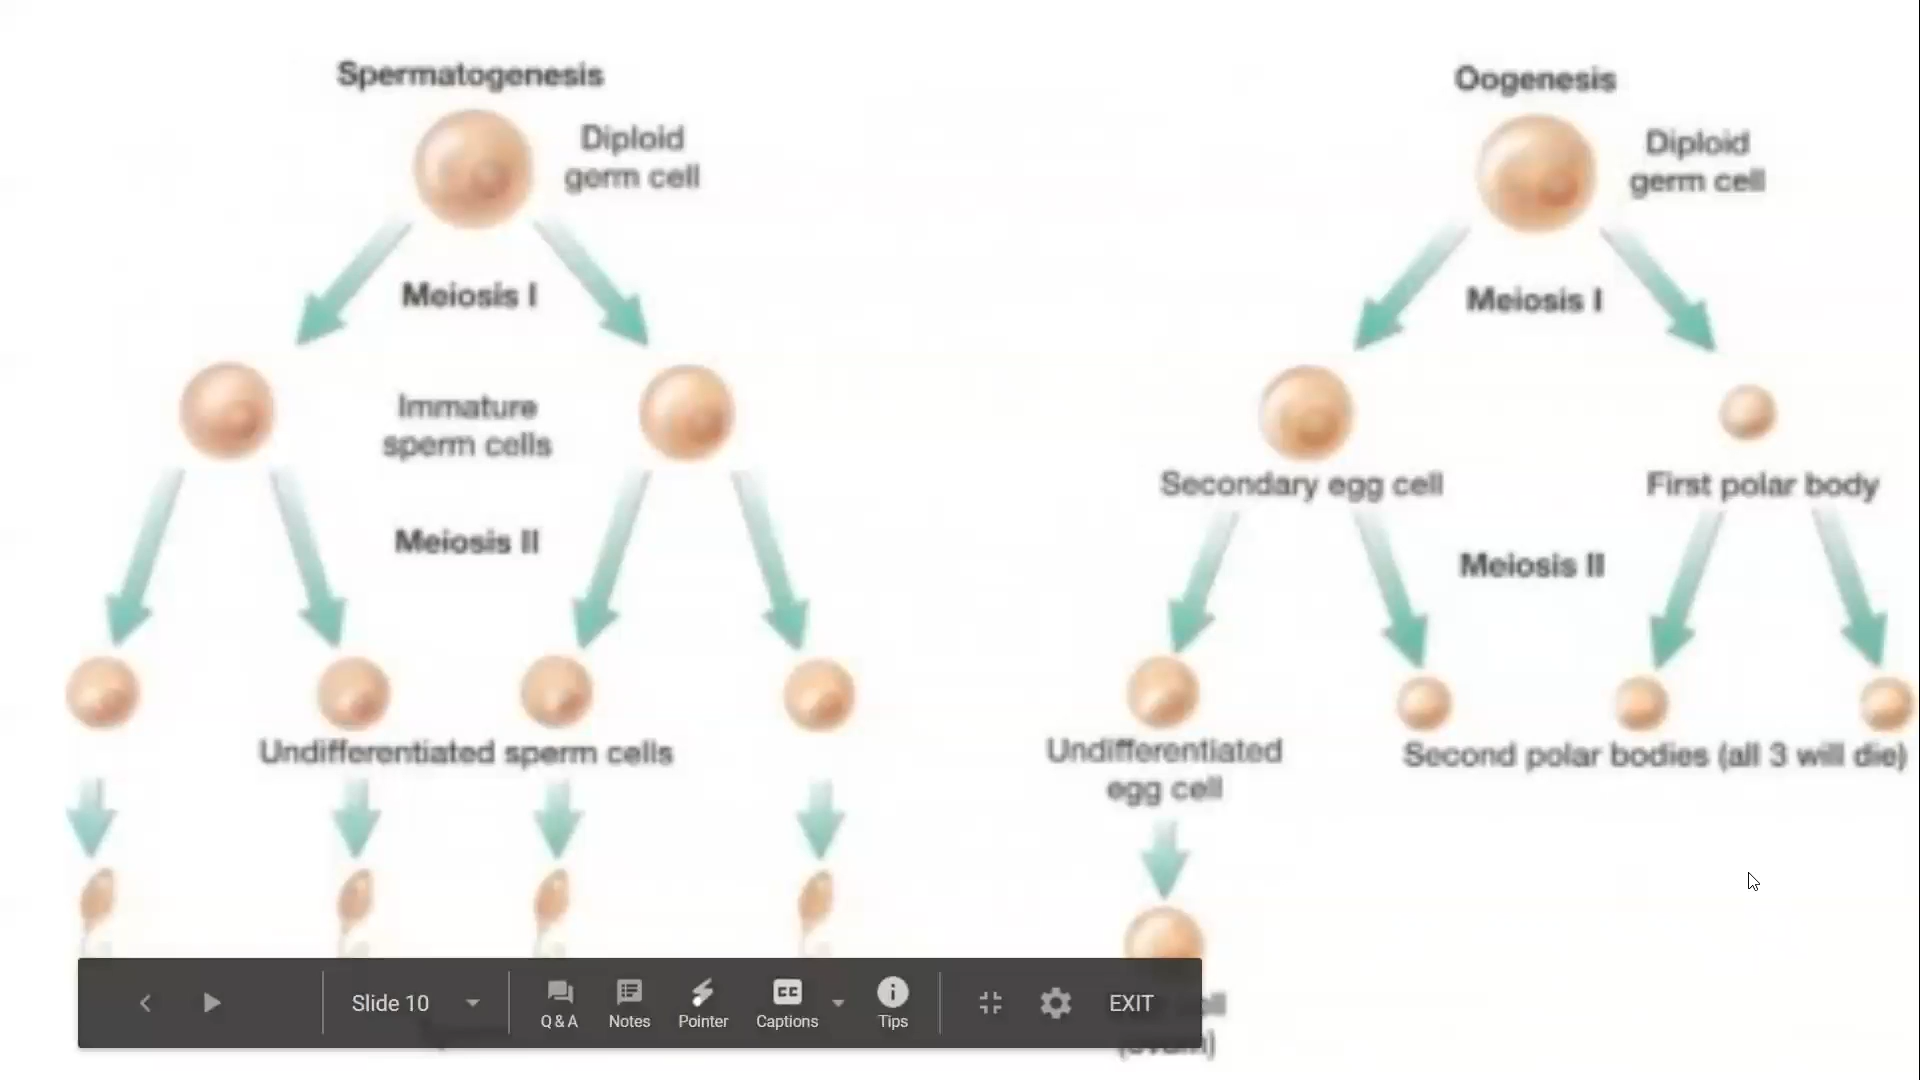 Spermatogenesis
Diploid
germ cell
Meiosis I
Immature
sperm cells
Meiosis II
Undifferentiated sperm cells
Oogenesis
Diploid
germ cell
Meiosis I
Secondary egg cell
First polar body
Meiosis II
Undifferentiated
egg cell
Second polar bodies (all 3 will die)
Slide 10
Q & A
Notes
Pointer
CC
Captions
Tips
EXIT